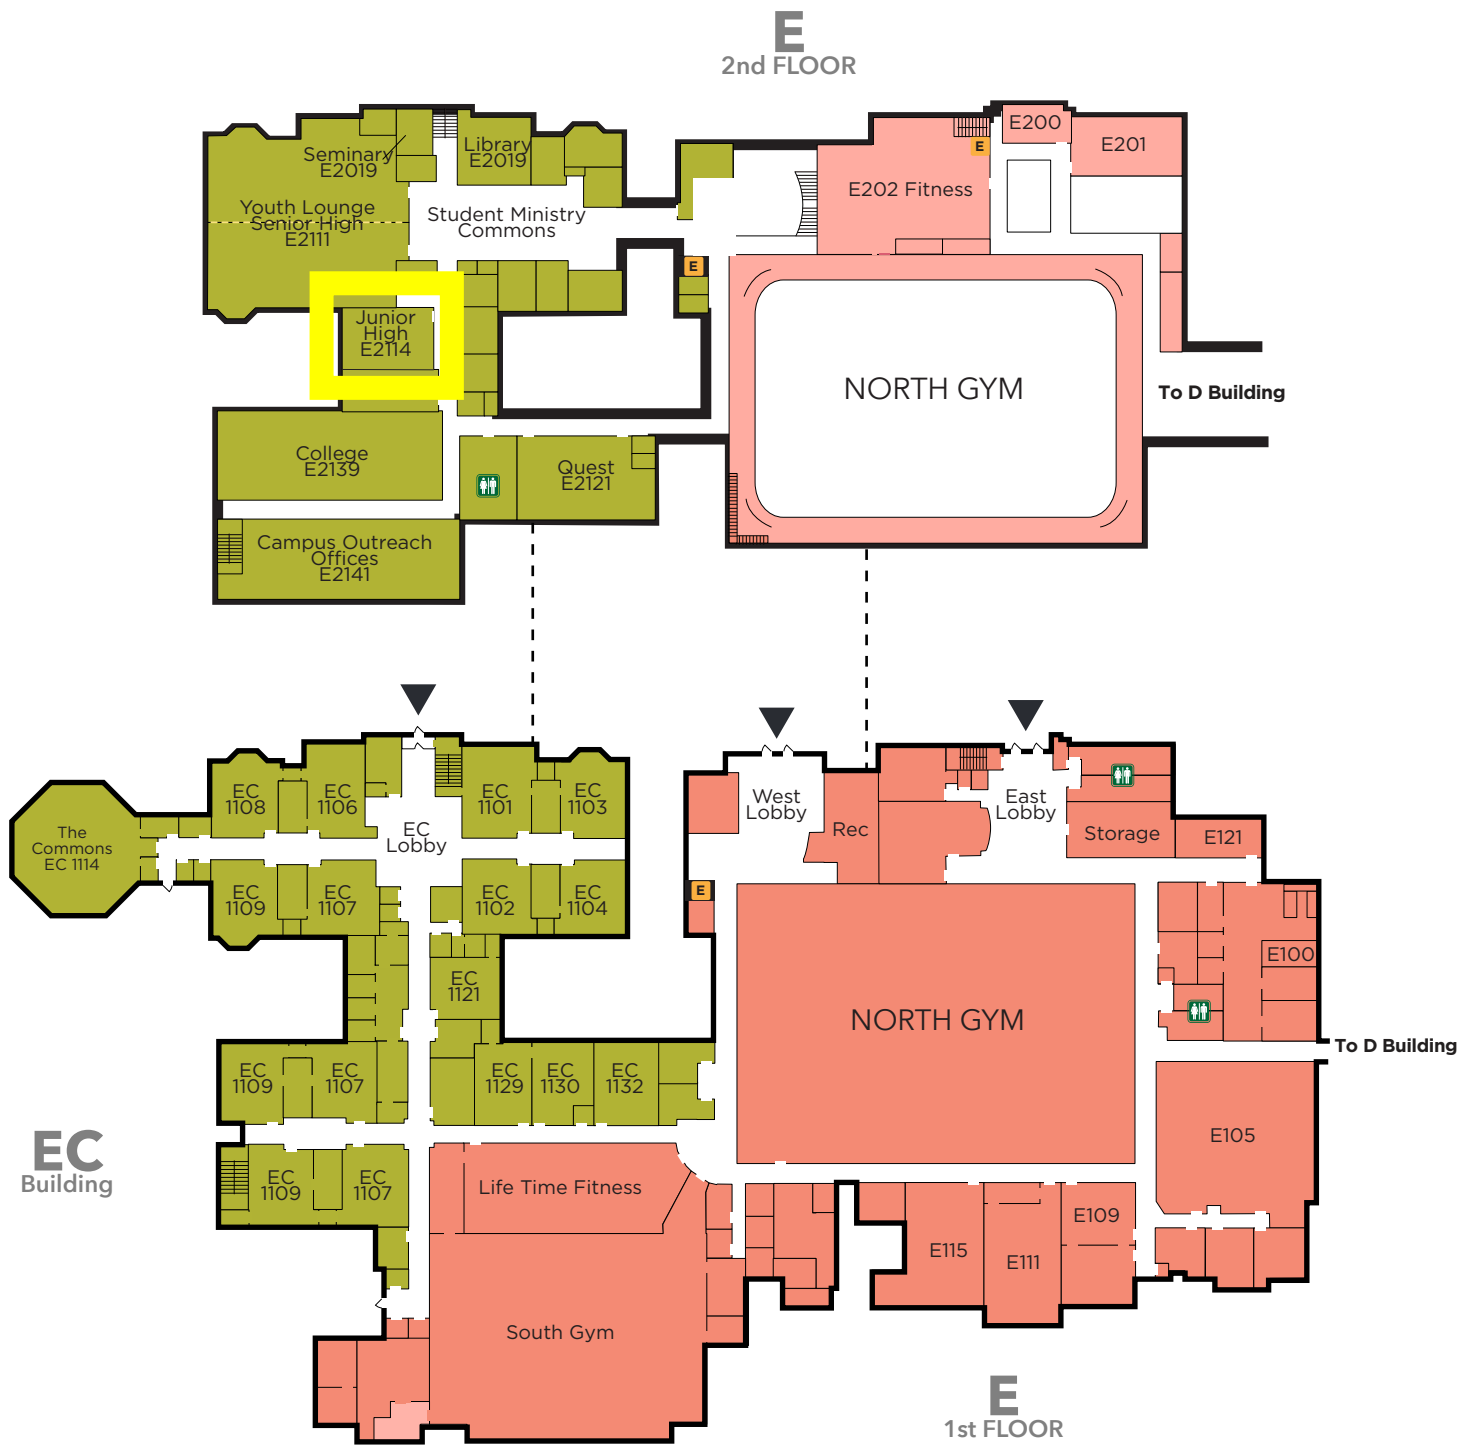 E
2nd FLOOR
E200
E201
E
Seminary
E2019
Library
E2019
E202 Fitness
Youth Lounge
Senior High
E2111
Student Ministry
Commons
E
Junior
High
E2114
NORTH GYM
To D Building
College
E2139
Quest
E2121
Campus Outreach
Offices
E2141
EC
1108
EC
1106
EC
1101
EC
1103
West
Lobby
East
Lobby
Rec
Storage
E121
The
Commons
EC 1114
EC
Lobby
EC
1109
EC
1107
EC
1102
EC
1104
E
E100
EC
1121
NORTH GYM
To D Building
EC
1109
EC
1107
EC
1129
EC
1130
EC
1132
EC
Building
E105
EC
1109
EC
1107
Life Time Fitness
E109
E115
E111
South Gym
E
1st FLOOR